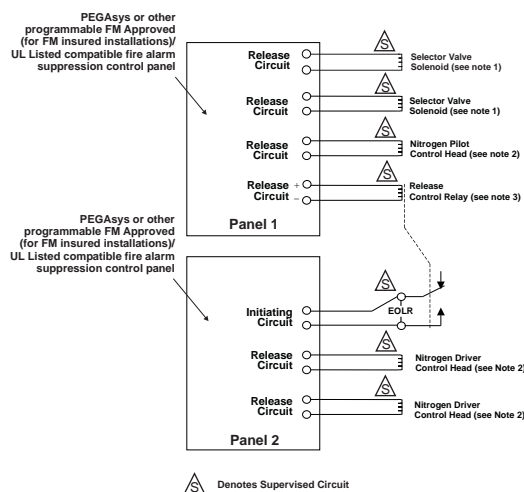 PEGAsys or other
programmable FM Approved
(for FM insured installations)/
UL Listed compatible fire alarm
suppression control panel
Release
Circuit
S
Selector Valve
Solenoid (see note 1)
Release
Circuit
S
Selector Valve
Solenoid (see note 1)
Release
Circuit
S
Nitrogen Pilot
Control Head (see note 2)
Release +
Circuit –
S
Release
Control Relay (see note 3)
Panel 1
PEGAsys or other
programmable FM Approved
(for FM insured installations)/
UL Listed compatible fire alarm
suppression control panel
Initiating
Circuit
S
EOLR
Release
Circuit
S
Nitrogen Driver
Control Head (see Note 2)
Release
Circuit
S
Nitrogen Driver
Control Head (see Note 2)
Panel 2
S Denotes Supervised Circuit